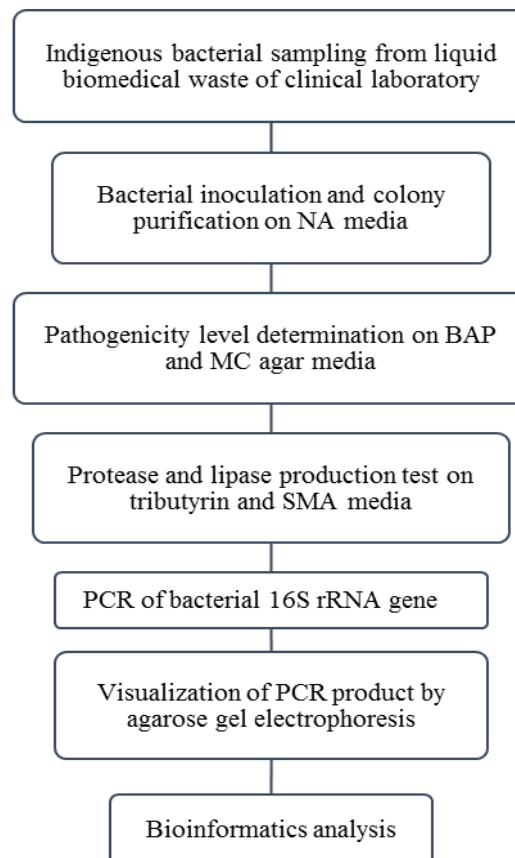 Indigenous bacterial sampling from liquid
biomedical waste of clinical laboratory
Bacterial inoculation and colony
purification on NA media
Pathogenicity level determination on BAP
and MC agar media
Protease and lipase production test on
tributyrin and SMA media
PCR of bacterial 16S rRNA gene
Visualization of PCR product by
agarose gel electrophoresis
Bioinformatics analysis